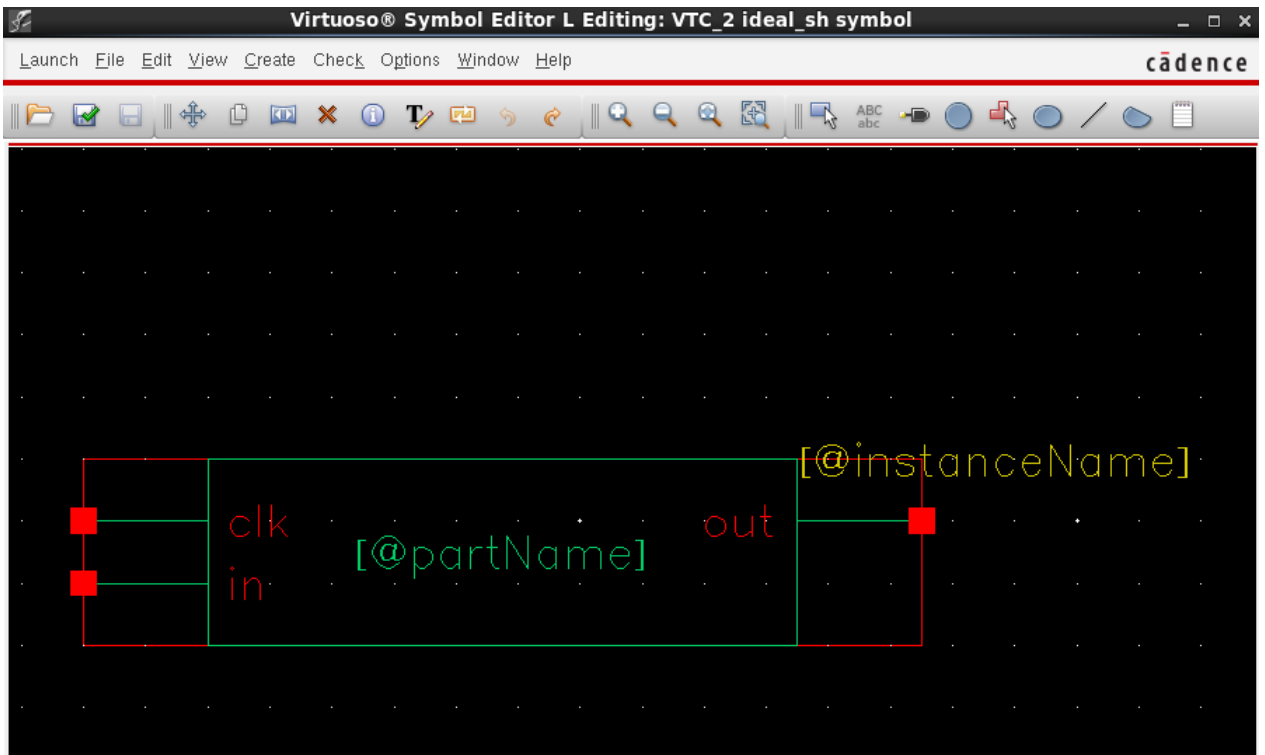 Virtuoso® Symbol Editor L Editing: VTC_2 ideal_sh symbol
Launch File Edit View Create Check Options Window Help
cādence
ABC
abc
[@instanceName]
clk
out
[@partName]
in